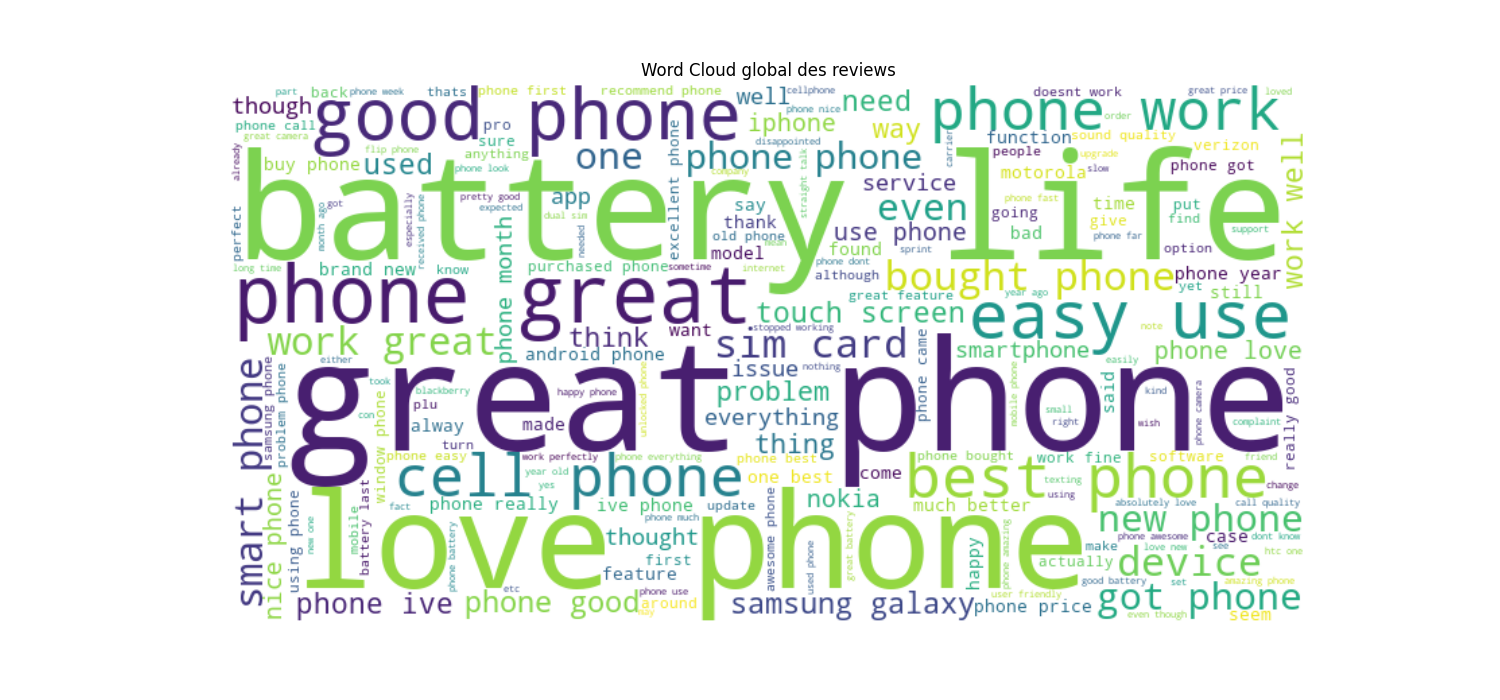 Word Cloud global des reviews
part
back
phone week
thats
phone first
recommend phone
well
cellphone
phone nice
need
doesnt work
great price
loved
order
though
good phone
phone work
phone call
great camera
pro
sure
anything
iphone
way
function
people
sound quality
verizon
upgrade
slow
flip phone
disappointed
carrier
already
buy phone
used
phone look
one
phone phone
company
motorola
phone got
work well
battery life
excellent phone
straight talk
service
pretty good
expected
app
dual sim
say
thank
even
going
time
give
put
find
support
perfect
month ago
got
especially
received phone
needed
old phone
model
mean
use phone
found
sprint
bad
phone fast
phone far
option
long time
brand new
know
phone month
purchased phone
sometime
internet
phone dont
although
bought phone
phone year
yet
still
phone great
great feature
year ago
touch screen
easy use
note
stopped working
work great
think
want
sim card
smartphone
phone love
easily
android phone
issue
nothing
phone came
either
smart phone
samsung phone
problem phone
great phone
took
blackberry
plu
happy phone
unlocked phone
problem
mobile phone
said
kind
phone camera
really good
con
alway
turn
made
everything
small
right
wish
complaint
thing
window phone
phone easy
work perfectly
phone everything
phone best
one best
come
phone bought
work fine
software
friend
year old
yes
cell phone
best phone
texting
using
change
nice phone
using phone
new one
mobile
battery last
fact
phone really
ive phone
update
nokia
much better
absolutely love
call quality
phone much
new phone
love phone
phone battery
thought
awesome phone
used phone
great battery
happy
phone amazing
make
phone awesome
case
dont know
love new
see
htc one
first
feature
actually
device
etc
phone use
good battery
set
amazing phone
phone ive
phone good
around
may
samsung galaxy
phone price
user friendly
got phone
even though
seem